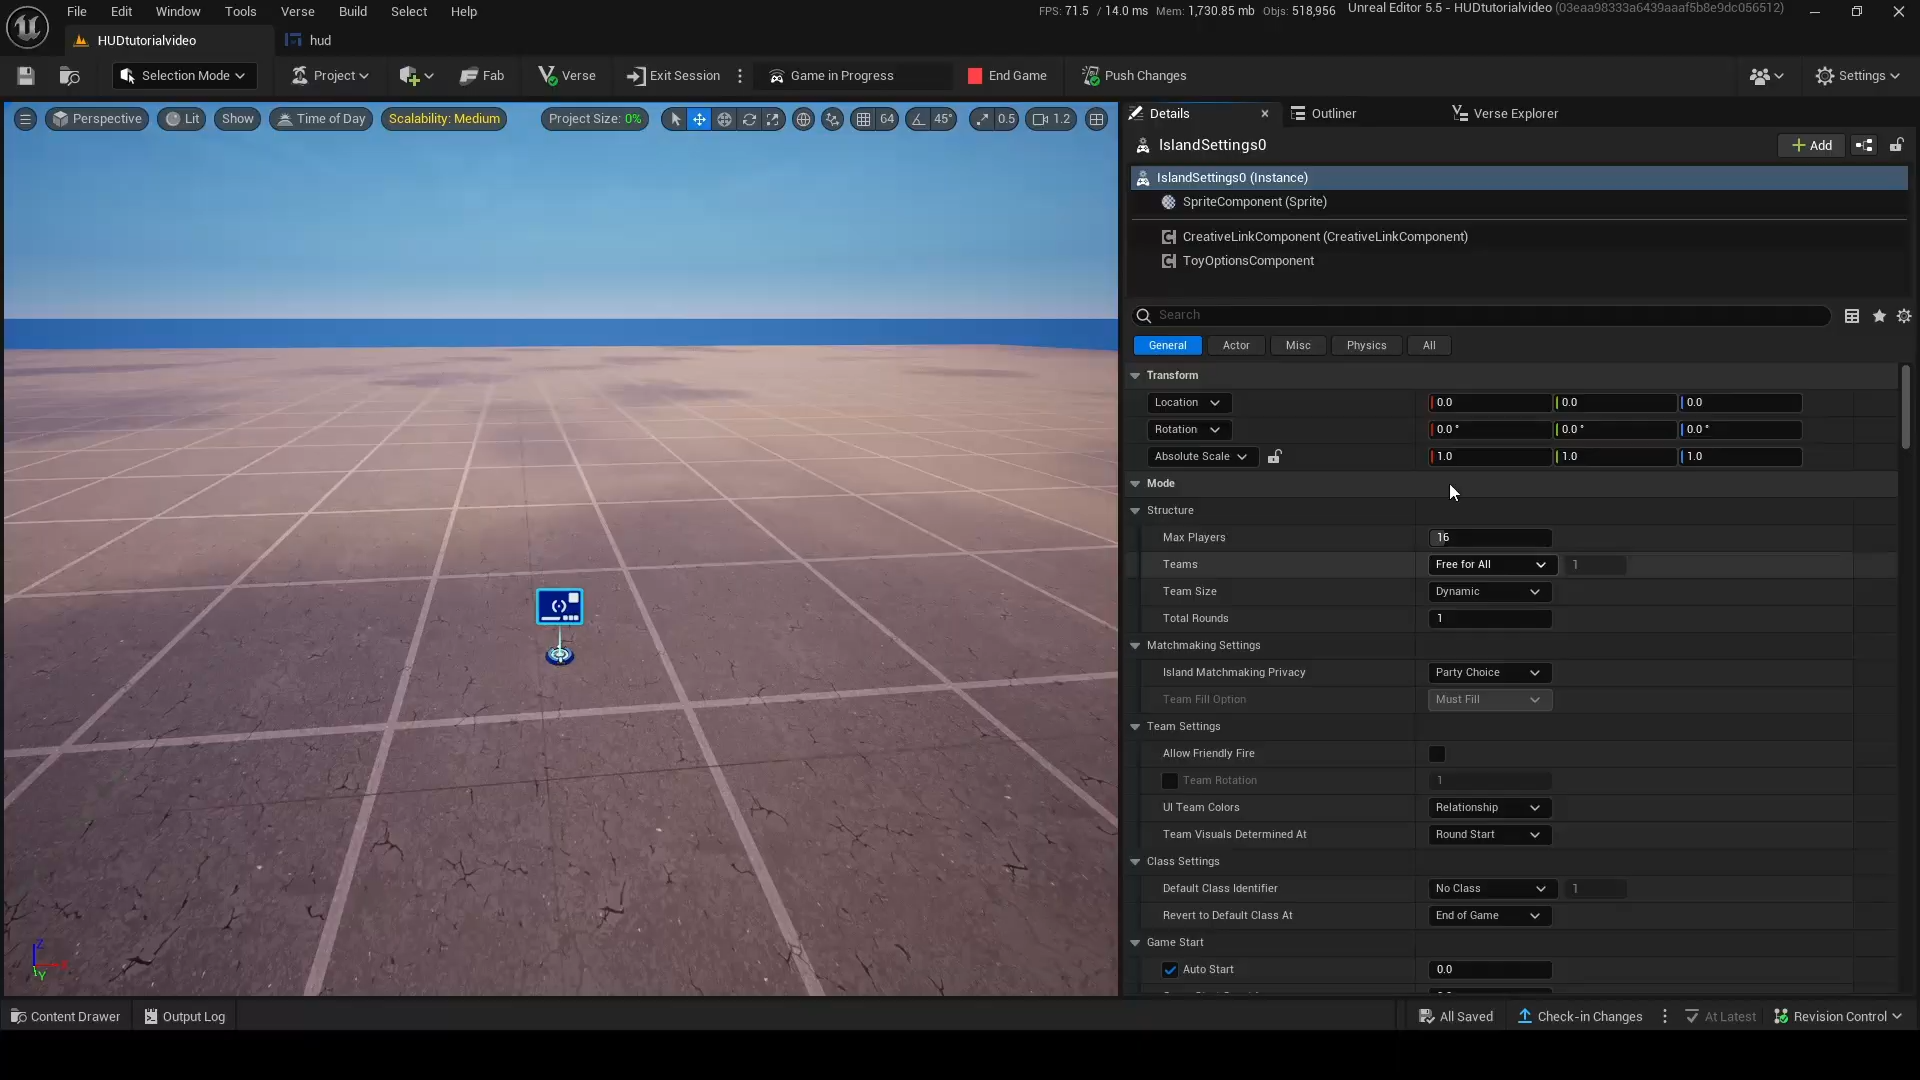 File Edit Window Tools Verse Build Select Help
FPS: 71.5 / 14.0 ms Mem: 1,730.85 mb Objs: 518,956 Unreal Editor 5.5 - HUDtutorialvideo (03eaa98333a6439aaaf5b8e9dc056512)
HUDtutorialvideo hud
Selection Mode Project Fab Verse Exit Session Game in Progress End Game Push Changes Settings
Perspective Lit Show Time of Day Scalability: Medium Project Size: 0% 64 45° 0.5 1.2
Details Outliner Verse Explorer
IslandSettings0 Add
IslandSettings0 (Instance)
SpriteComponent (Sprite)
CreativeLinkComponent (CreativeLinkComponent)
ToyOptionsComponent
Search
General Actor Misc Physics All
Transform
Location 0.0 0.0 0.0
Rotation 0.0 ° 0.0 ° 0.0 °
Absolute Scale 1.0 1.0 1.0
Mode
Structure
Max Players 16
Teams Free for All 1
Team Size Dynamic
Total Rounds 1
Matchmaking Settings
Island Matchmaking Privacy Party Choice
Team Fill Option Must Fill
Team Settings
Allow Friendly Fire
Team Rotation 1
UI Team Colors Relationship
Team Visuals Determined At Round Start
Class Settings
Default Class Identifier No Class 1
Revert to Default Class At End of Game
Game Start
Auto Start 0.0
Z
X
Y
Content Drawer Output Log All Saved Check-in Changes At Latest Revision Control